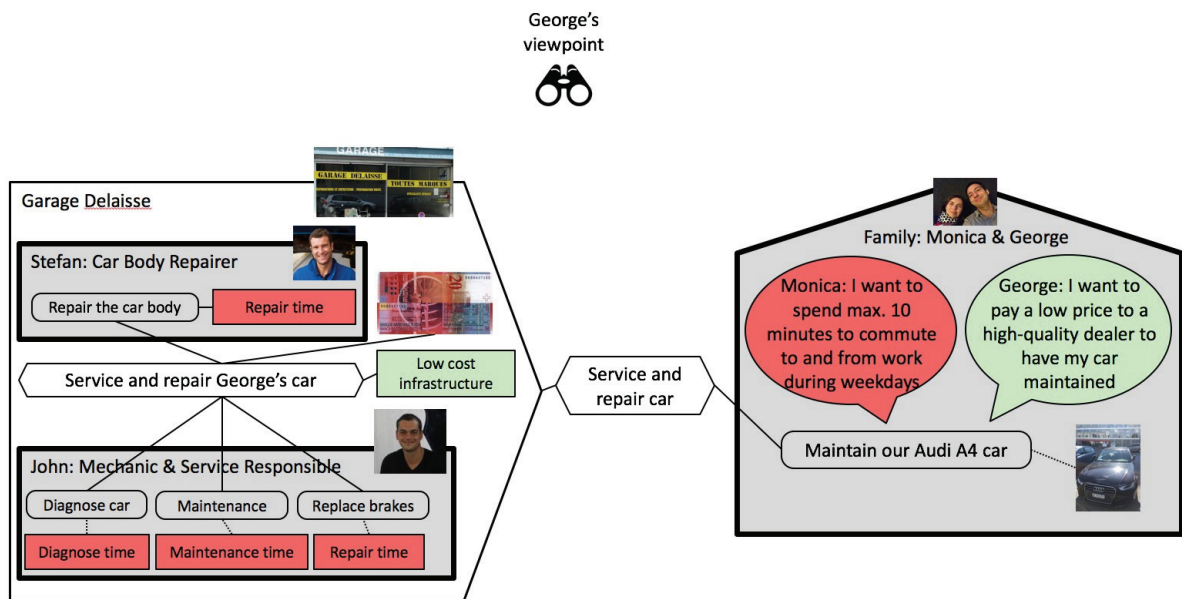 George's
viewpoint
GARAGE
GARAGE DELAISSE
TOUTES MARQUES
Garage Delaisse
Stefan: Car Body Repairer
Repair the car body
Repair time
20
Service and repair George's car
Low cost
infrastructure
John: Mechanic & Service Responsible
Diagnose car
Maintenance
Replace brakes
Diagnose time
Maintenance time
Repair time
Service and
repair car
Family: Monica & George
Monica: I want to
spend max. 10
minutes to commute
to and from work
during weekdays
George: I want to
pay a low price to a
high-quality dealer to
have my car
maintained
Maintain our Audi A4 car